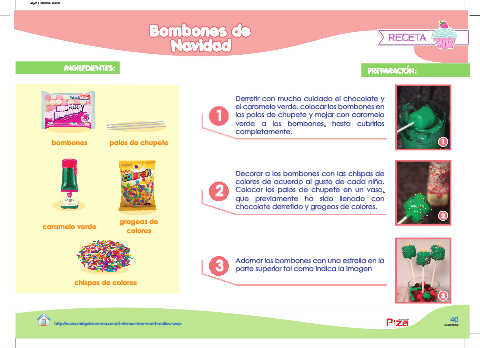 Bombones de
Navidad
RECETA
INGREDIENTES:
PREPARACIÓN:
bombones
palos de chupete
caramelo verde
grageas de
colores
chispas de colores
1
Derretir con mucho cuidado el chocolate y
el caramelo verde, colocar los bombones en
los palos de chupete y mojar con caramelo
verde a los bombones, hasta cubrirlos
completamente.
1
2
Decorar a los bombones con las chispas de
colores de acuerdo al gusto de cada niño.
Colocar los palos de chupete en un vaso,
que previamente ha sido llenado con
chocolate derretido y grageas de colores.
2
3
Adornar los bombones con una estrella en la
parte superior tal como indica la imagen
3
40